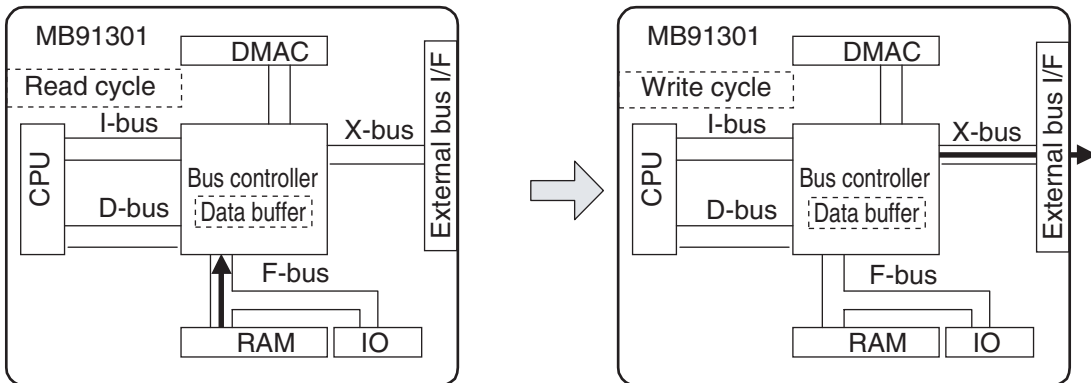 MB91301
DMAC
Read cycle
I-bus
X-bus
External bus I/F
CPU
Bus controller
Data buffer
D-bus
F-bus
RAM
IO
MB91301
DMAC
Write cycle
I-bus
X-bus
External bus I/F
CPU
Bus controller
Data buffer
D-bus
F-bus
RAM
IO